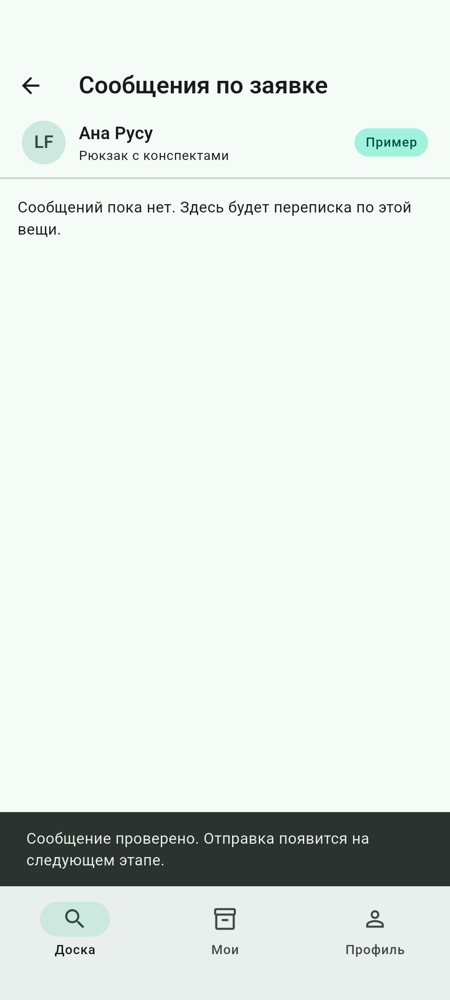 Сообщения по заявке
LF
Ана Русу
Рюкзак с конспектами
Пример
Сообщений пока нет. Здесь будет переписка по этой
вещи.
Сообщение проверено. Отправка появится на
следующем этапе.
Доска
Мои
Профиль